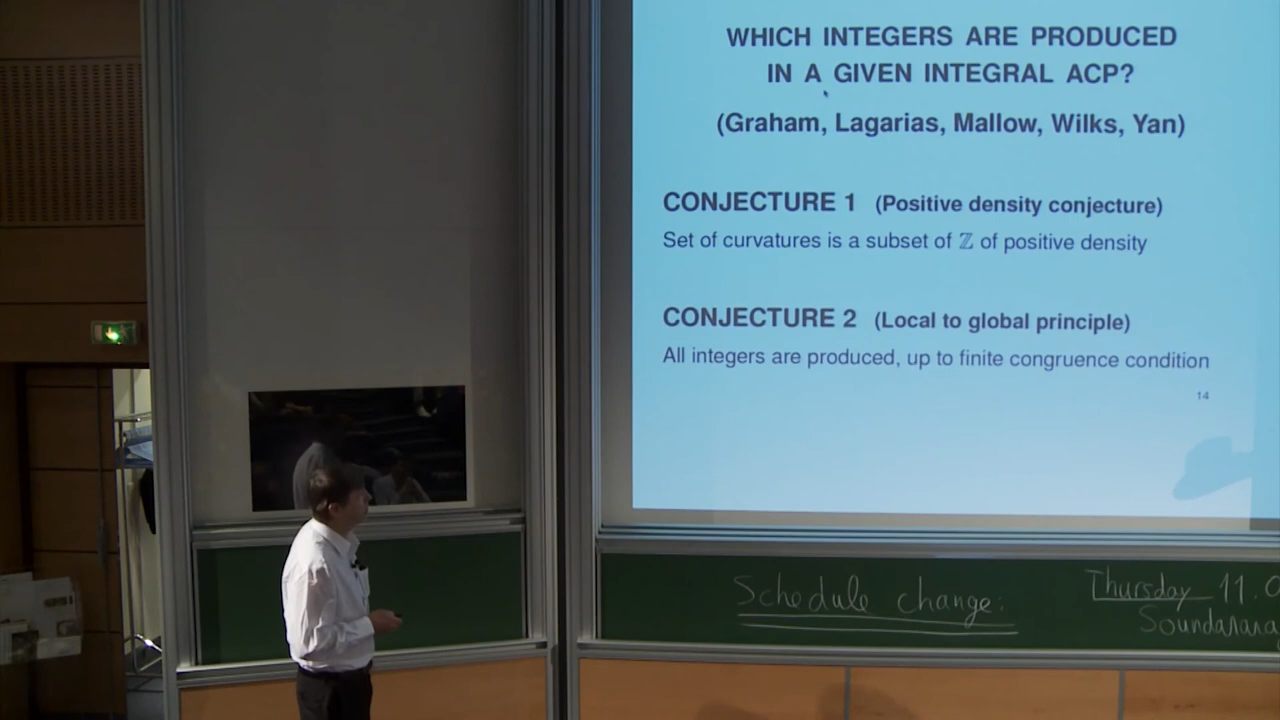 WHICH INTEGERS ARE PRODUCED
IN A GIVEN INTEGRAL ACP?
(Graham, Lagarias, Mallow, Wilks, Yan)
CONJECTURE 1 (Positive density conjecture)
Set of curvatures is a subset of ℤ of positive density
CONJECTURE 2 (Local to global principle)
All integers are produced, up to finite congruence condition
14
Schedule change:
Thursday 11.0
Soundarara